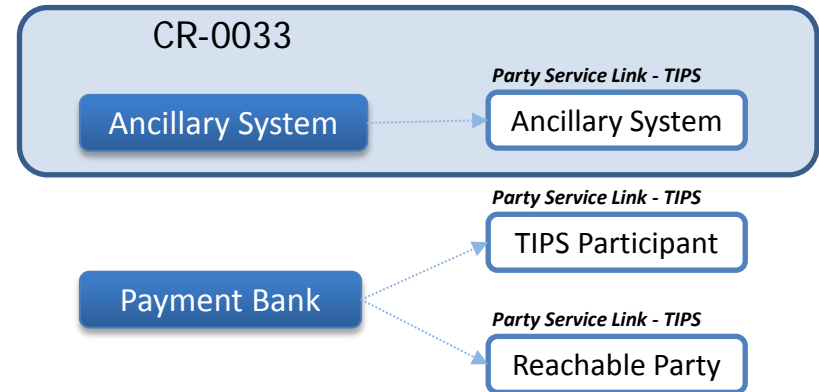 CR-0033
Party Service Link - TIPS
Ancillary System
Ancillary System
Party Service Link - TIPS
TIPS Participant
Payment Bank
Party Service Link - TIPS
Reachable Party